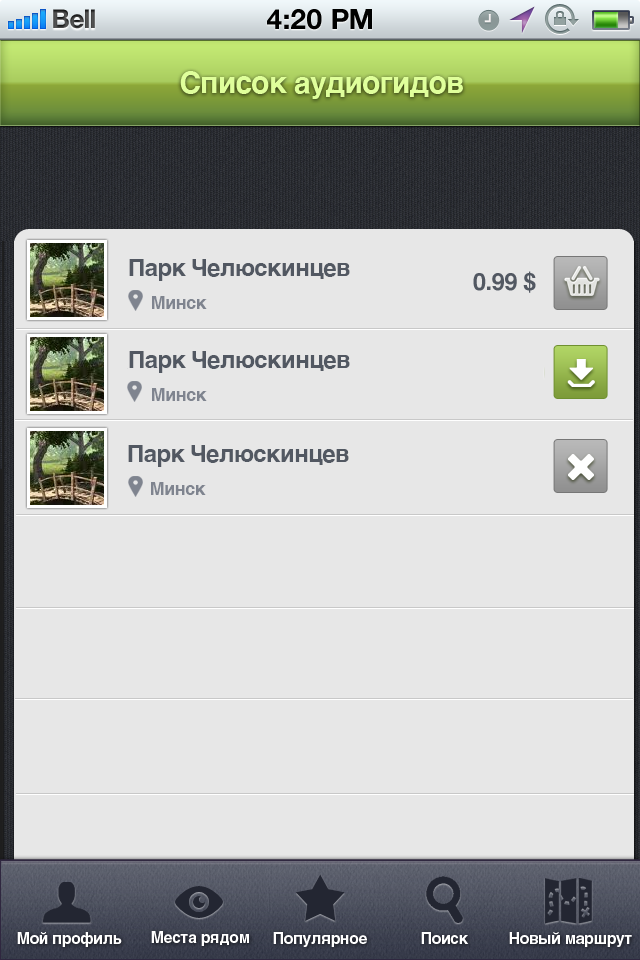 Bell 4:20 PM
Список аудиогидов
Парк Челюскинцев
0.99 $
Минск
Парк Челюскинцев
Минск
Парк Челюскинцев
Минск
Мой профиль Места рядом Популярное Поиск Новый маршрут